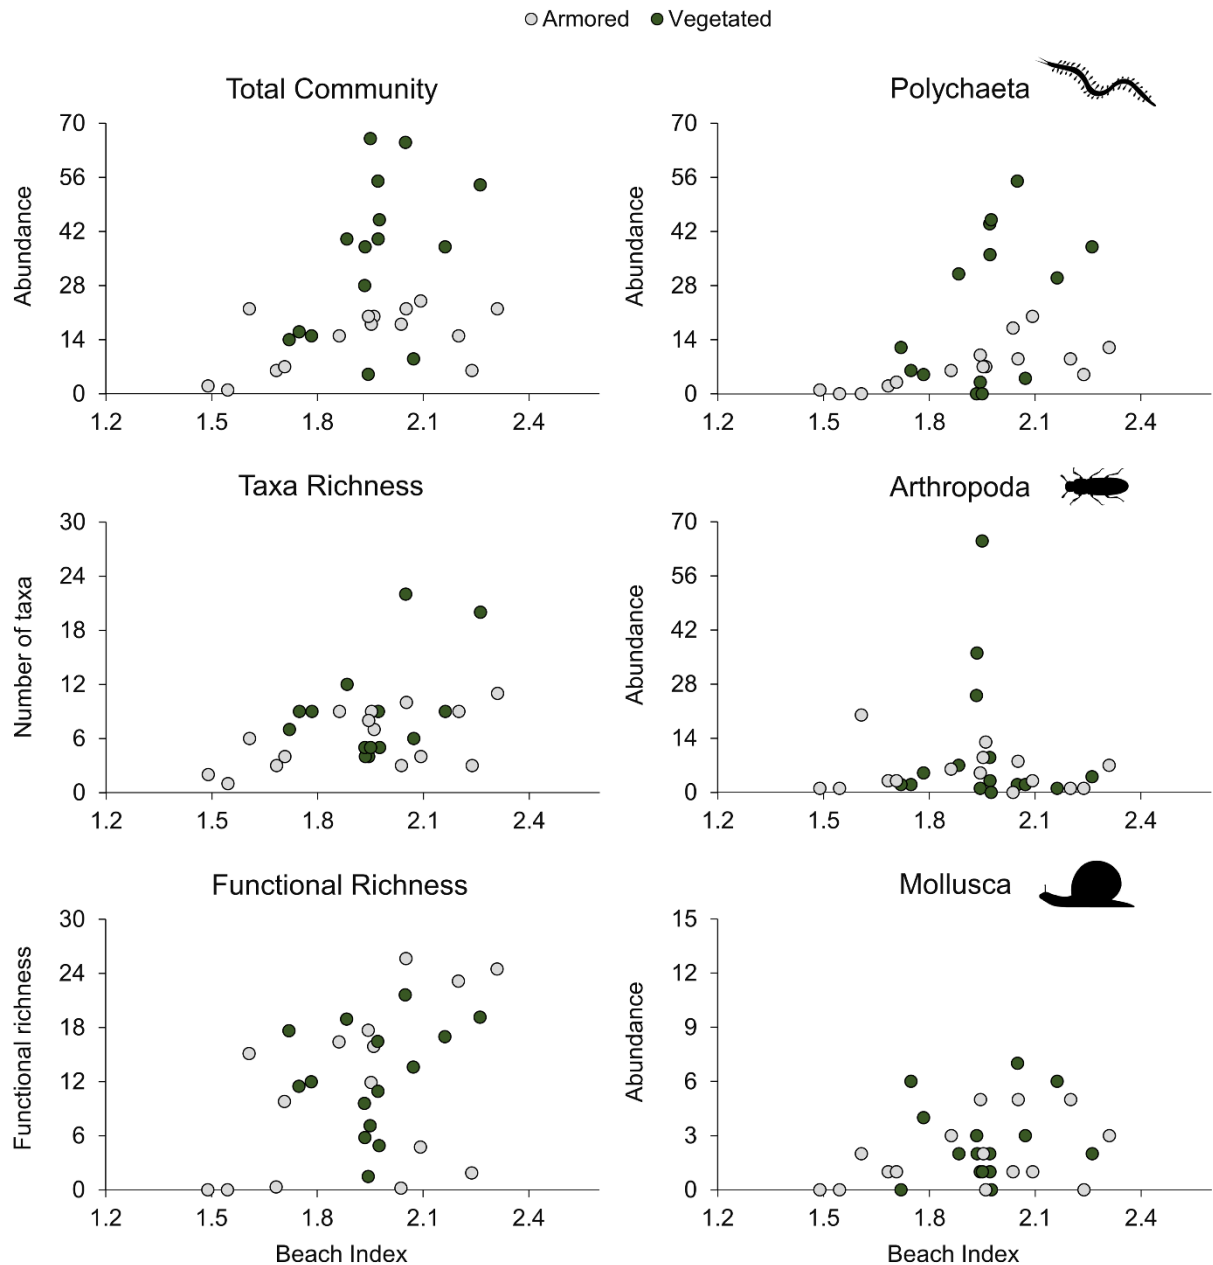 Armored Vegetated
Total Community
Abundance
70
56
42
28
14
0
1.2 1.5 1.8 2.1 2.4
Polychaeta
Abundance
70
56
42
28
14
0
1.2 1.5 1.8 2.1 2.4
Taxa Richness
Number of taxa
30
24
18
12
6
0
1.2 1.5 1.8 2.1 2.4
Arthropoda
Abundance
70
56
42
28
14
0
1.2 1.5 1.8 2.1 2.4
Functional Richness
Functional richness
30
24
18
12
6
0
1.2 1.5 1.8 2.1 2.4
Beach Index
Mollusca
Abundance
15
12
9
6
3
0
1.2 1.5 1.8 2.1 2.4
Beach Index